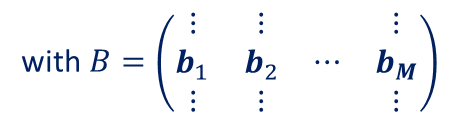 ⋮ ⋮ ⋮
with B = ( b₁ b₂ ⋯ b_M )
⋮ ⋮ ⋮